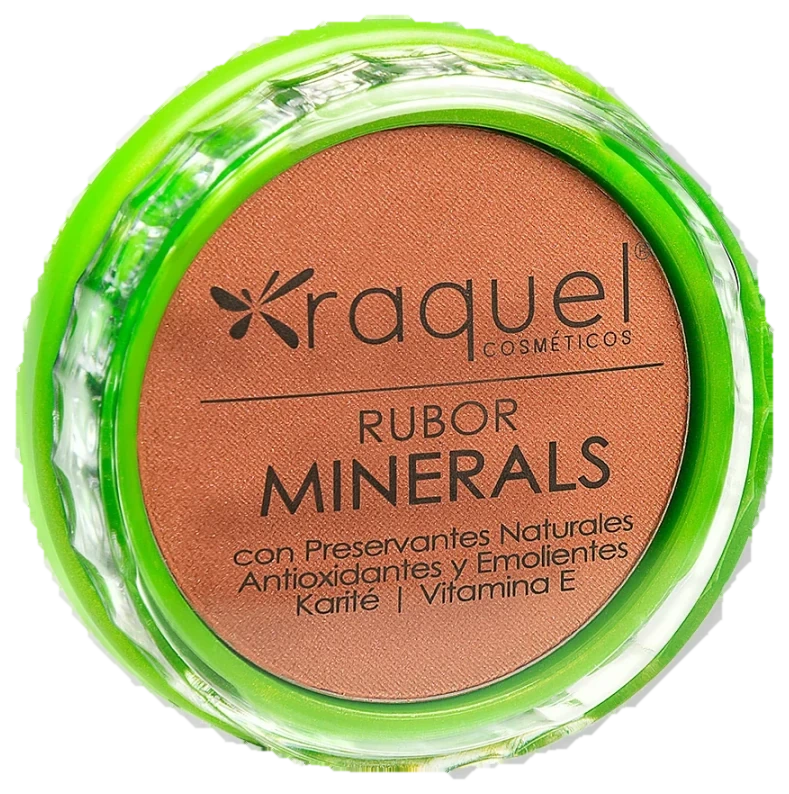 raquel®
COSMÉTICOS
RUBOR
MINERALS
con Preservantes Naturales
Antioxidantes y Emolientes
Karité | Vitamina E